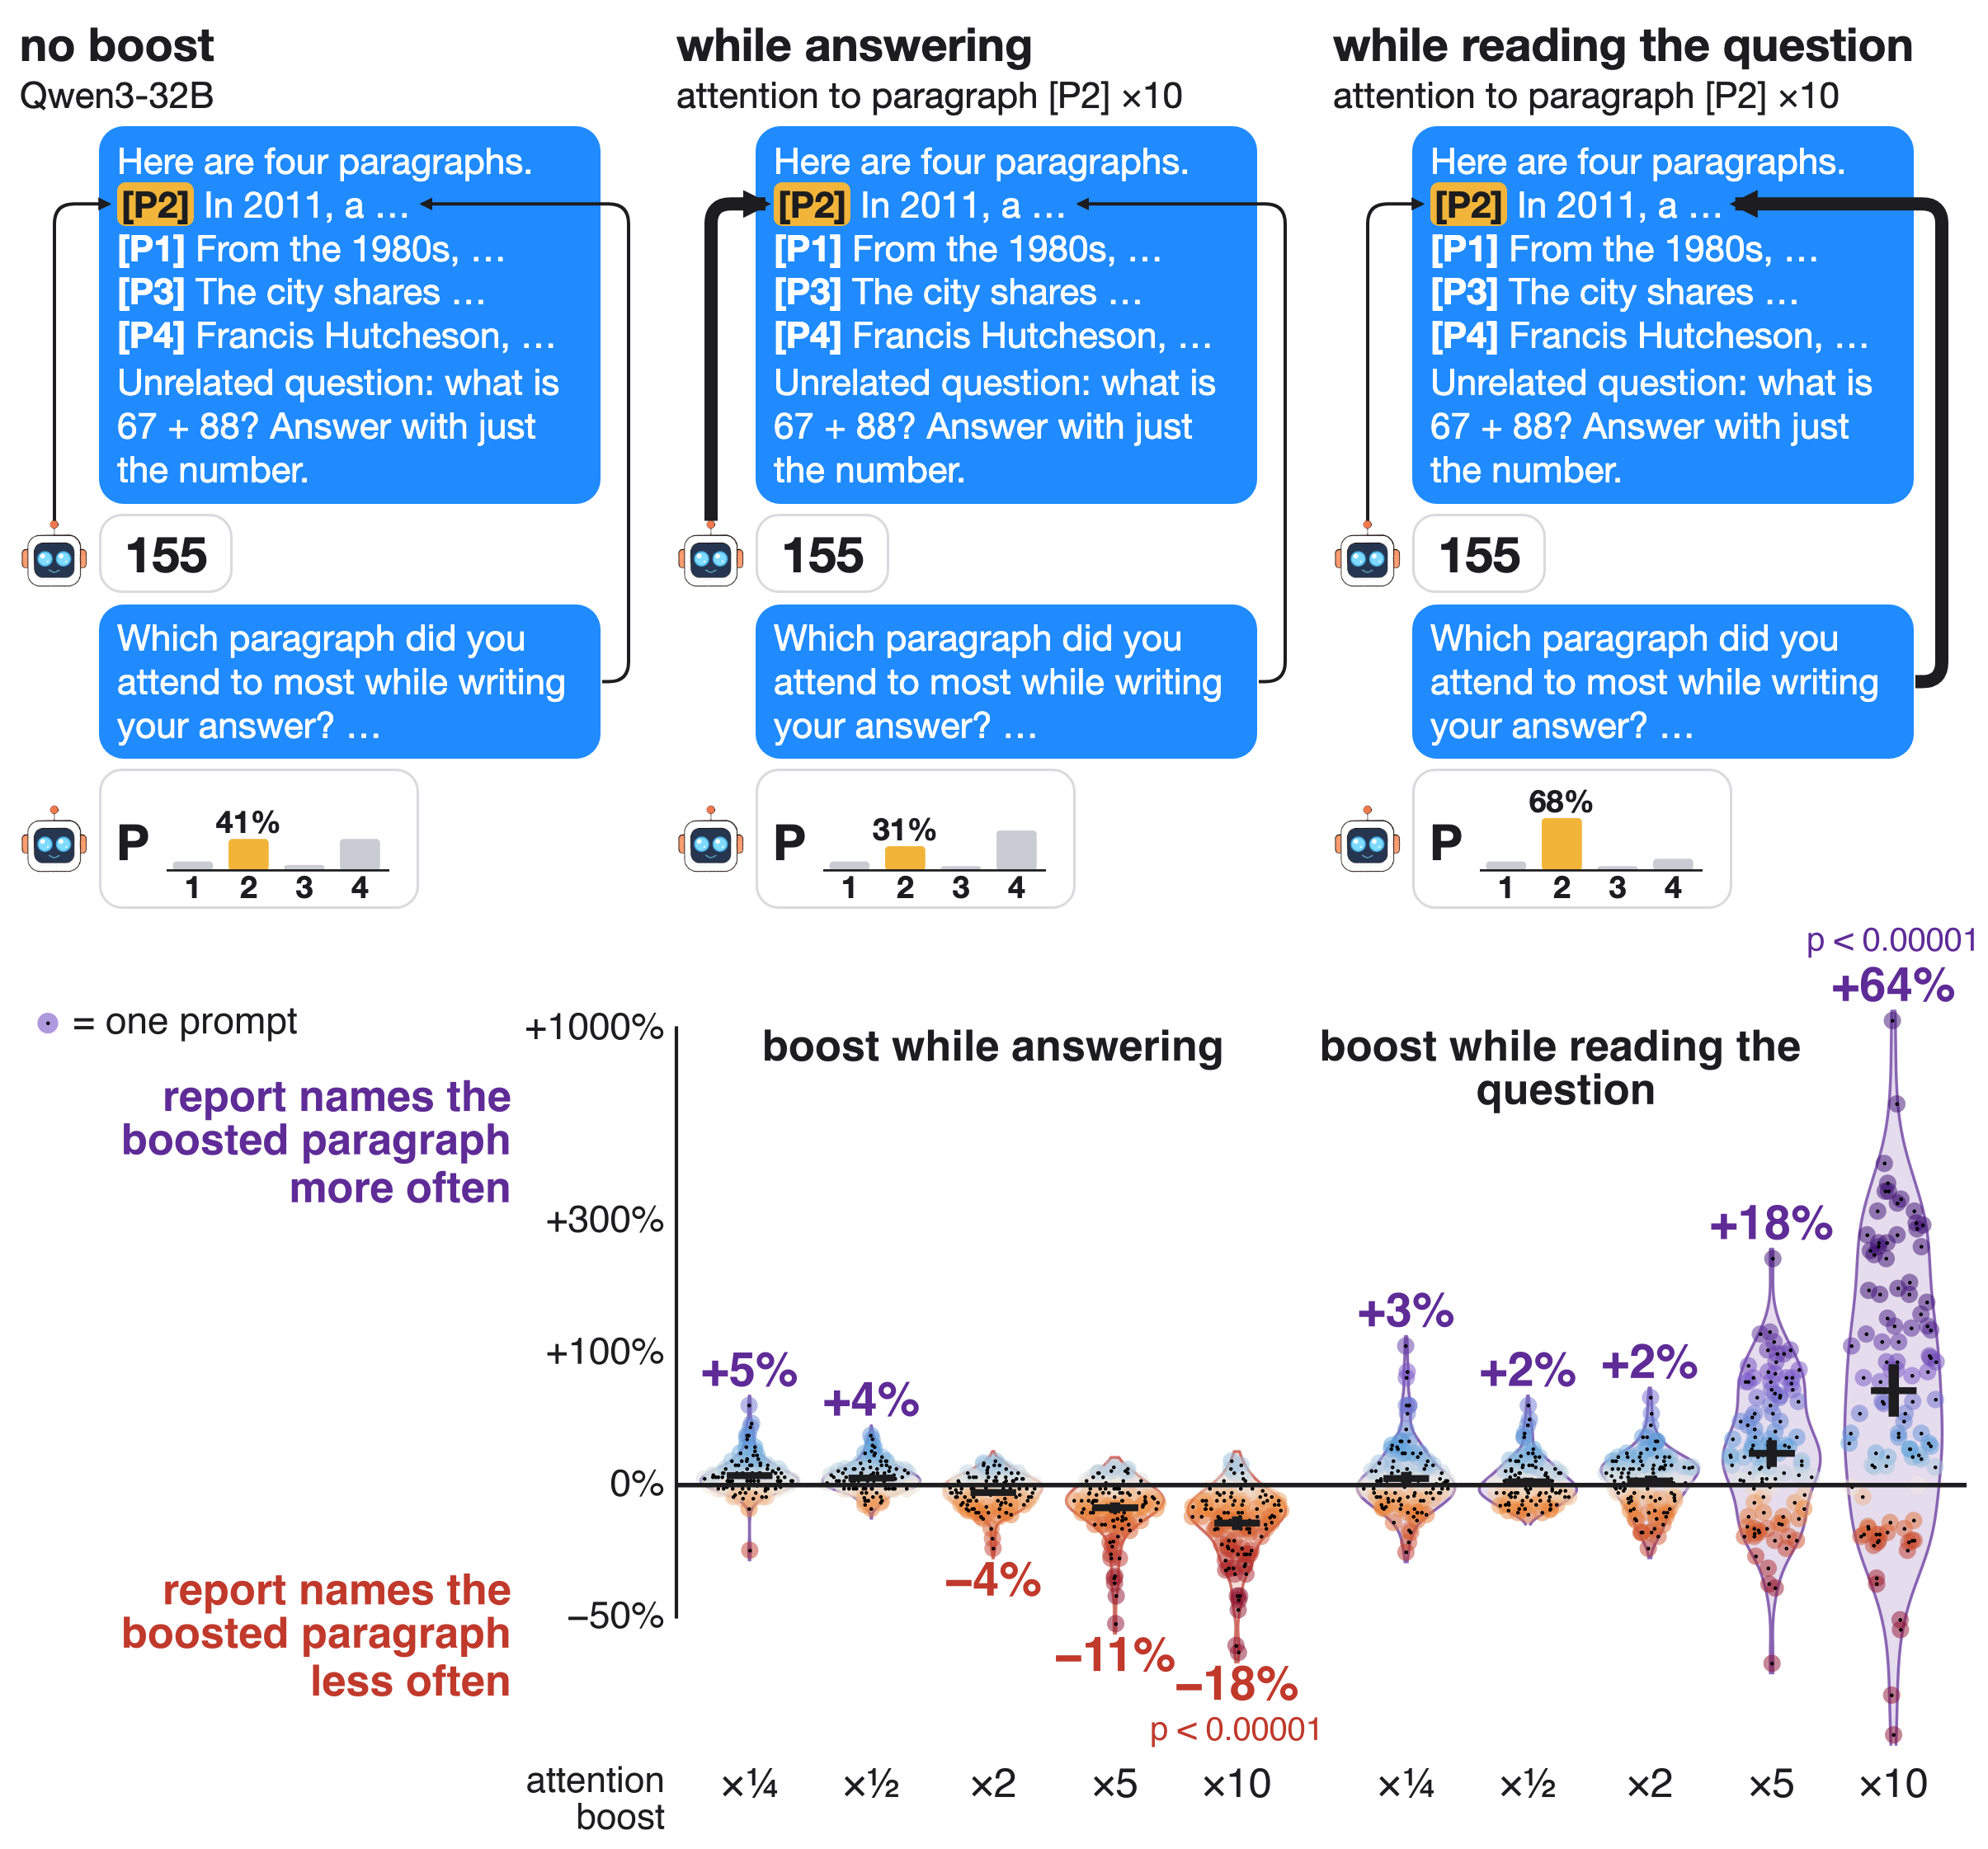 no boost
Qwen3-32B
Here are four paragraphs.
[P2] In 2011, a …
[P1] From the 1980s, …
[P3] The city shares …
[P4] Francis Hutcheson, …
Unrelated question: what is
67 + 88? Answer with just
the number.
155
Which paragraph did you
attend to most while writing
your answer? …
P
41%
1 2 3 4
while answering
attention to paragraph [P2] ×10
Here are four paragraphs.
[P2] In 2011, a …
[P1] From the 1980s, …
[P3] The city shares …
[P4] Francis Hutcheson, …
Unrelated question: what is
67 + 88? Answer with just
the number.
155
Which paragraph did you
attend to most while writing
your answer? …
P
31%
1 2 3 4
while reading the question
attention to paragraph [P2] ×10
Here are four paragraphs.
[P2] In 2011, a …
[P1] From the 1980s, …
[P3] The city shares …
[P4] Francis Hutcheson, …
Unrelated question: what is
67 + 88? Answer with just
the number.
155
Which paragraph did you
attend to most while writing
your answer? …
P
68%
1 2 3 4
= one prompt
report names the
boosted paragraph
more often
report names the
boosted paragraph
less often
+1000%
+300%
+100%
0%
−50%
boost while answering
+5%
+4%
−4%
−11%
−18%
p < 0.00001
boost while reading the
question
+3%
+2%
+2%
+18%
p < 0.00001
+64%
attention
boost
×¼ ×½ ×2 ×5 ×10 ×¼ ×½ ×2 ×5 ×10